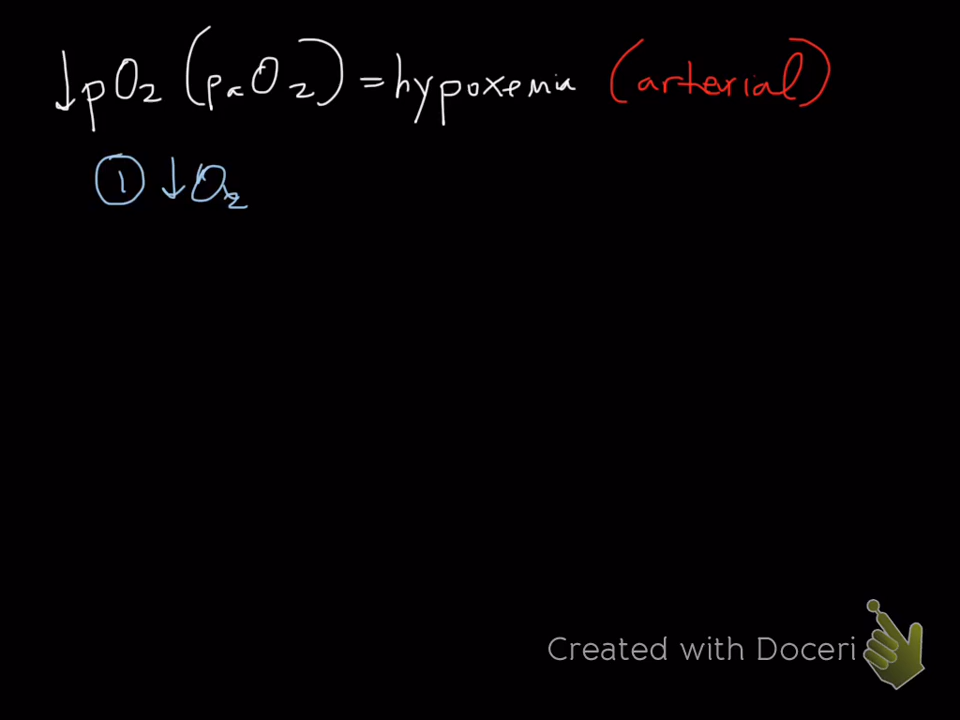 ↓pO₂ (pₐO₂) = hypoxemia (arterial)
① ↓O₂
Created with Doceri